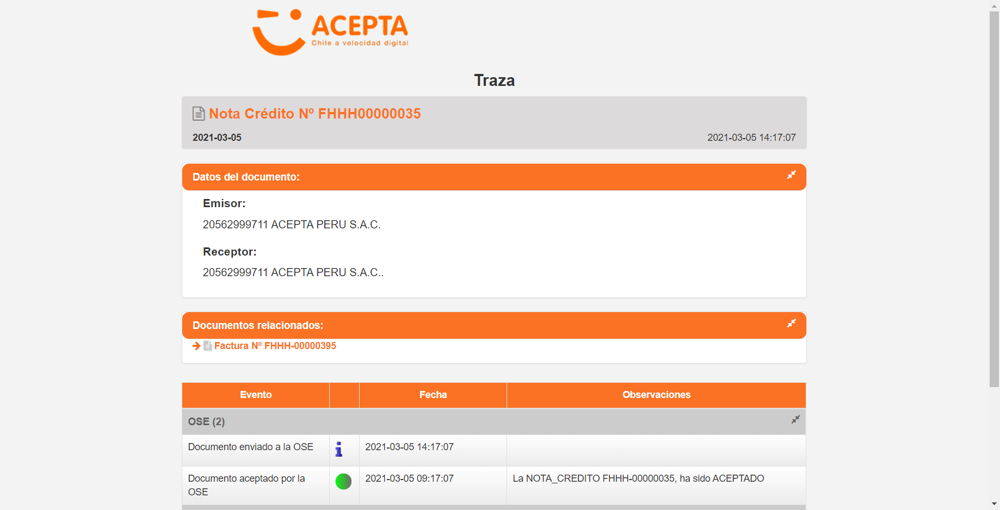 ACEPTA
Chile a velocidad digital
Traza
Nota Crédito Nº FHHH00000035
2021-03-05 2021-03-05 14:17:07
Datos del documento:
Emisor:
20562999711 ACEPTA PERU S.A.C.
Receptor:
20562999711 ACEPTA PERU S.A.C..
Documentos relacionados:
Factura Nº FHHH-00000395
Evento Fecha Observaciones
OSE (2)
Documento enviado a la OSE 2021-03-05 14:17:07
Documento aceptado por la 2021-03-05 09:17:07 La NOTA_CREDITO FHHH-00000035, ha sido ACEPTADO
OSE